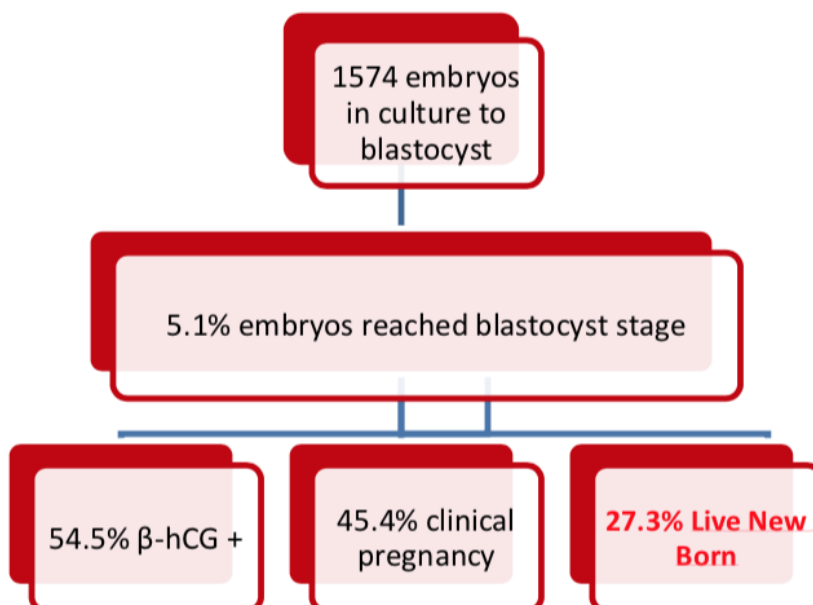 1574 embryos
in culture to
blastocyst
5.1% embryos reached blastocyst stage
54.5% β-hCG +
45.4% clinical
pregnancy
27.3% Live New
Born